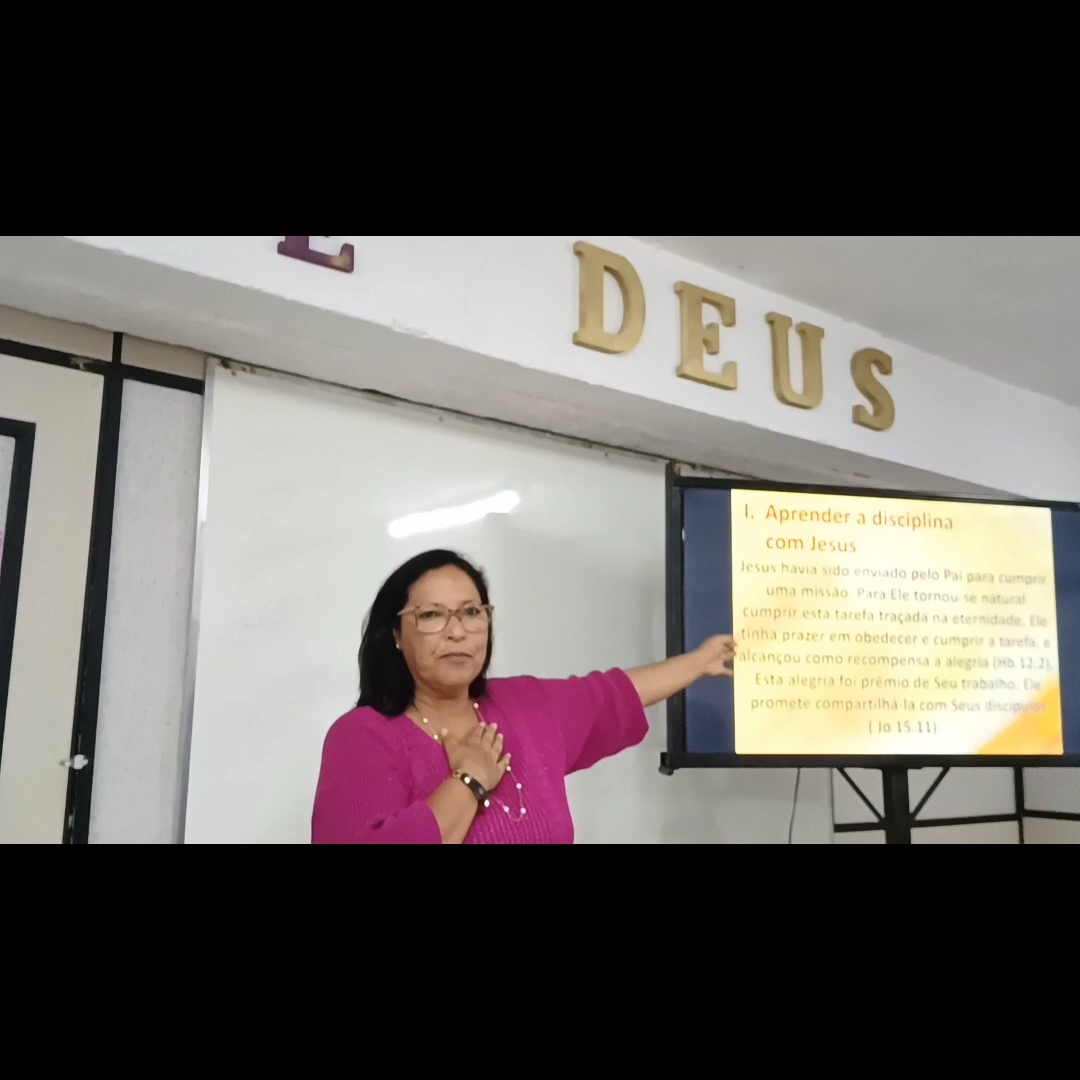 E DEUS
I. Aprender a disciplina
com Jesus
Jesus havia sido enviado pelo Pai para cumprir
uma missão. Para Ele tornou-se natural
cumprir esta tarefa traçada na eternidade. Ele
tinha prazer em obedecer e cumprir a tarefa, e
alcançou como recompensa a alegria (Hb 12.2).
Esta alegria foi prêmio de Seu trabalho. Ele
promete compartilhá-la com Seus discípulos
( Jo 15.11).